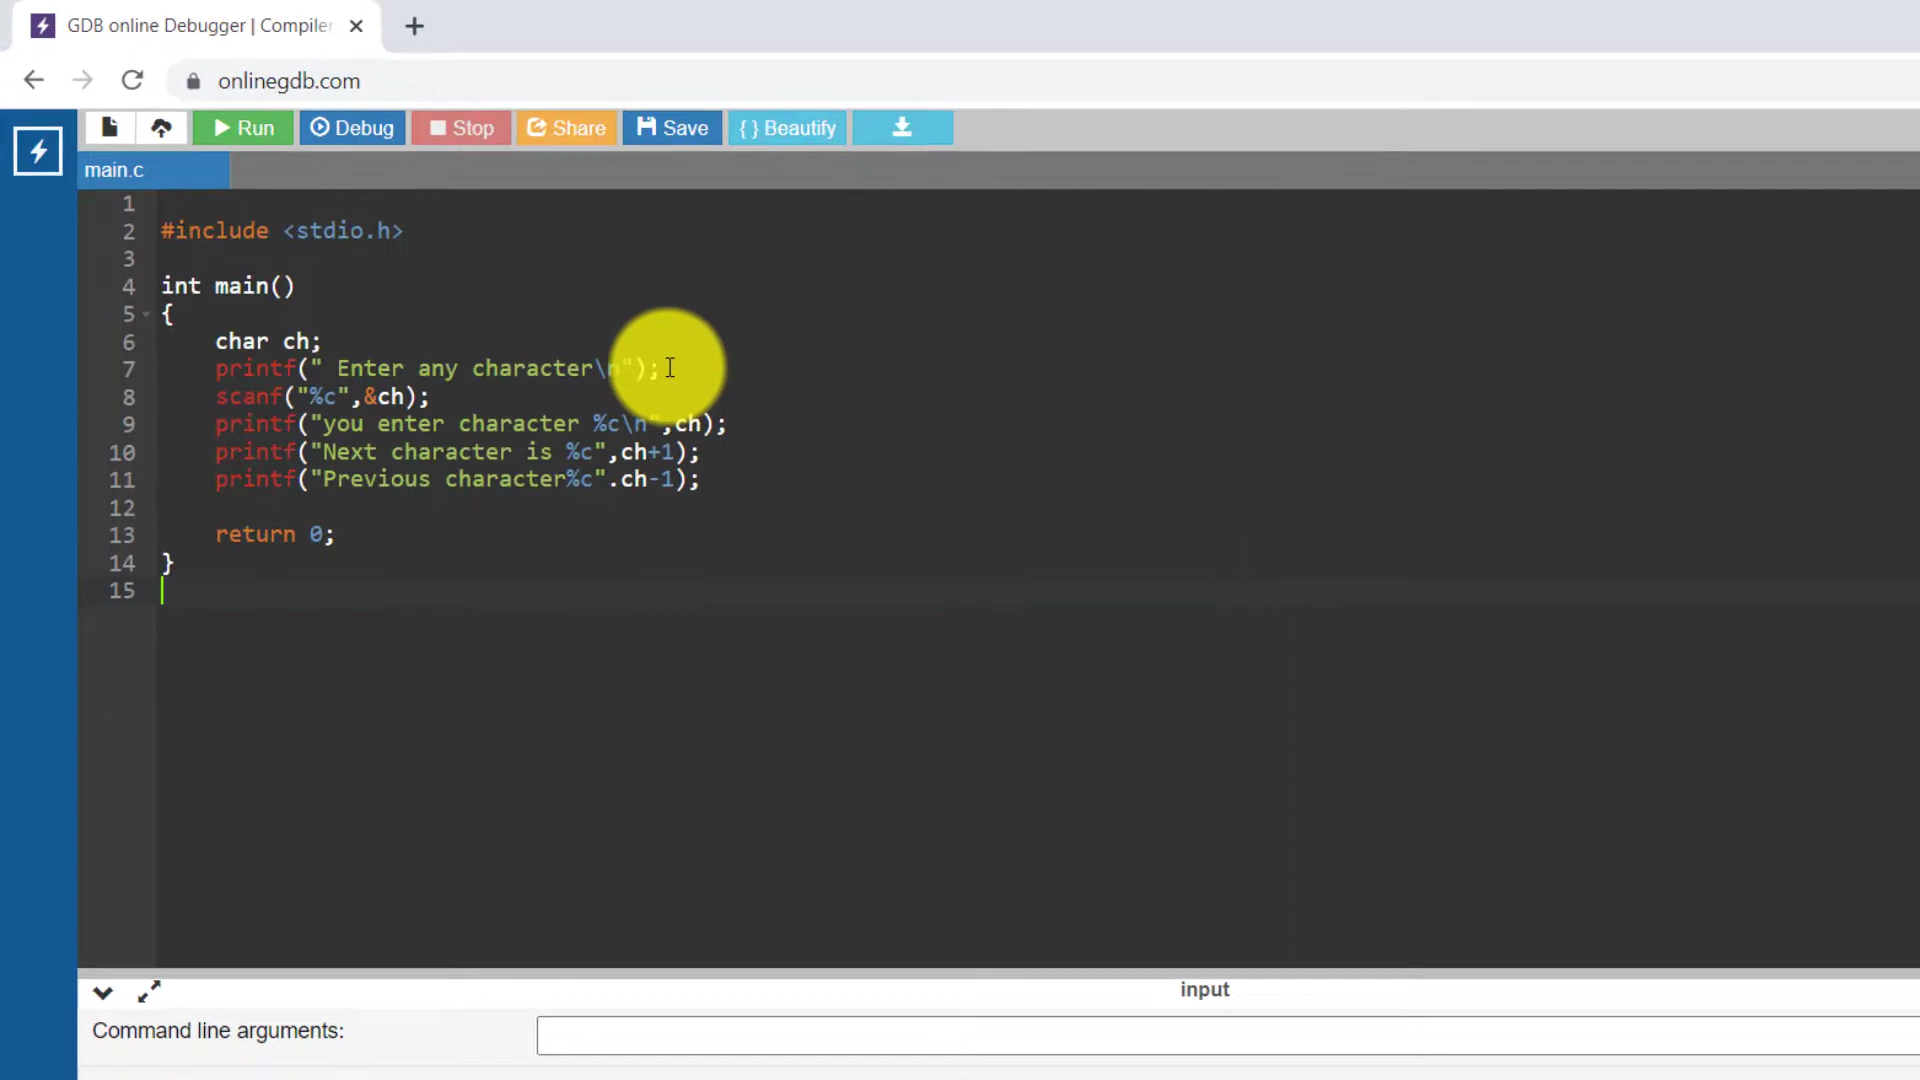 GDB online Debugger | Compiler
onlinegdb.com
Run Debug Stop Share Save { } Beautify
main.c
1
2 #include <stdio.h>
3
4 int main()
5 {
6 char ch;
7 printf(" Enter any character\n");
8 scanf("%c",&ch);
9 printf("you enter character %c\n",ch);
10 printf("Next character is %c",ch+1);
11 printf("Previous character%c".ch-1);
12
13 return 0;
14 }
15
input
Command line arguments: